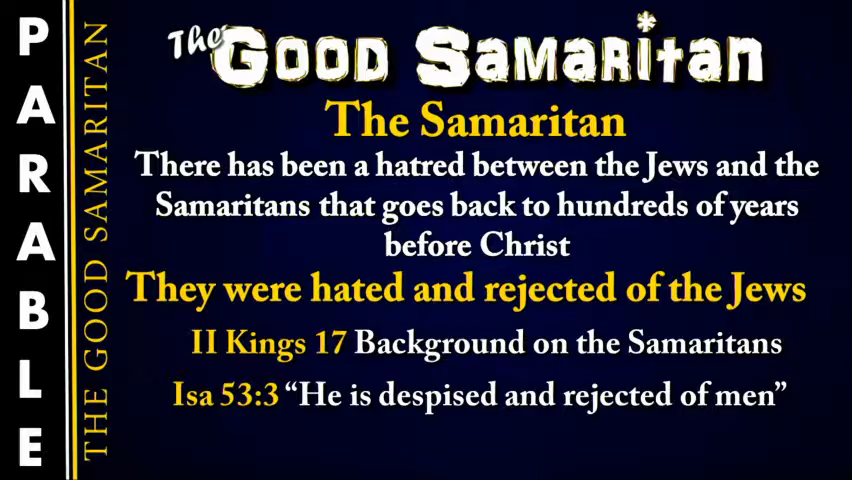 PARABLE
THE GOOD SAMARITAN
The Good Samaritan
The Samaritan
There has been a hatred between the Jews and the
Samaritans that goes back to hundreds of years
before Christ
They were hated and rejected of the Jews
II Kings 17 Background on the Samaritans
Isa 53:3 “He is despised and rejected of men”